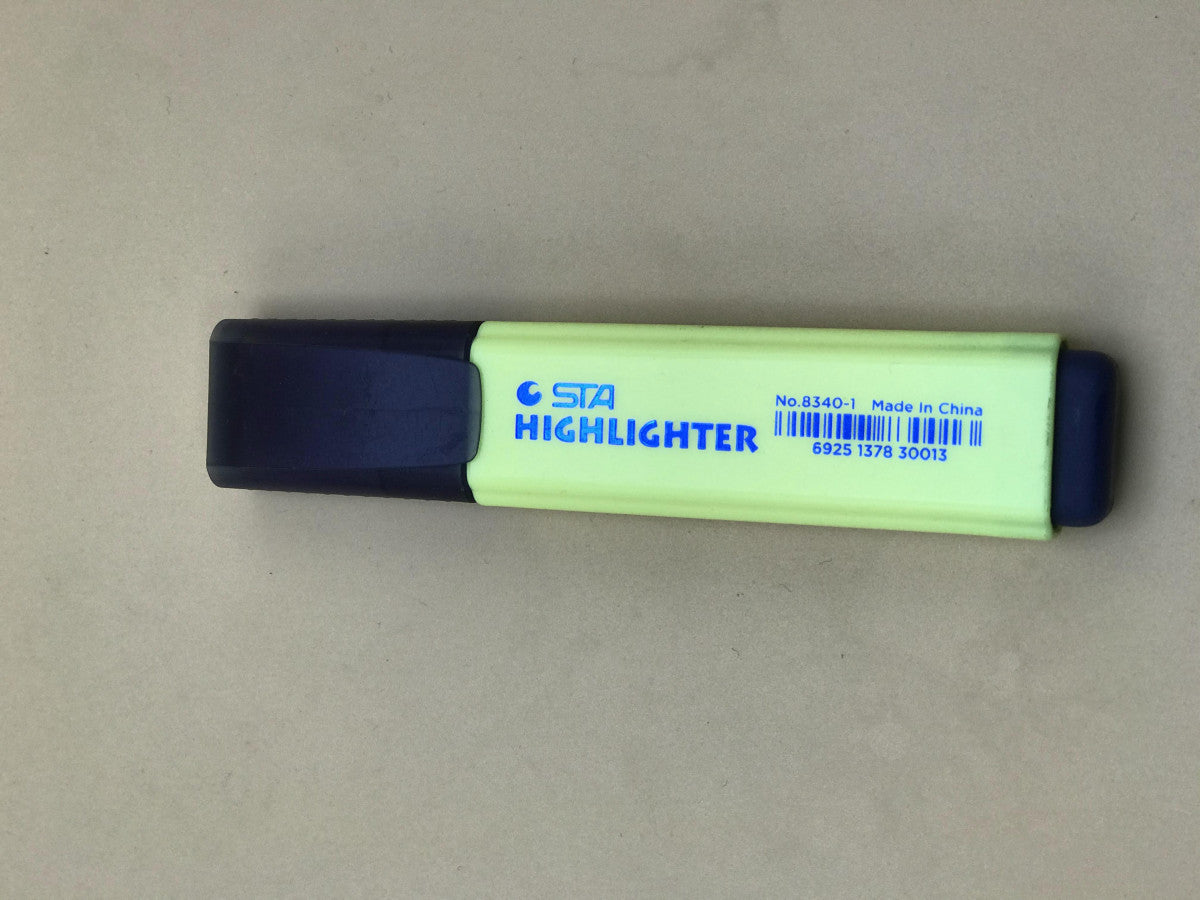 STA
HIGHLIGHTER
No.8340-1 Made In China
6925 1378 30013